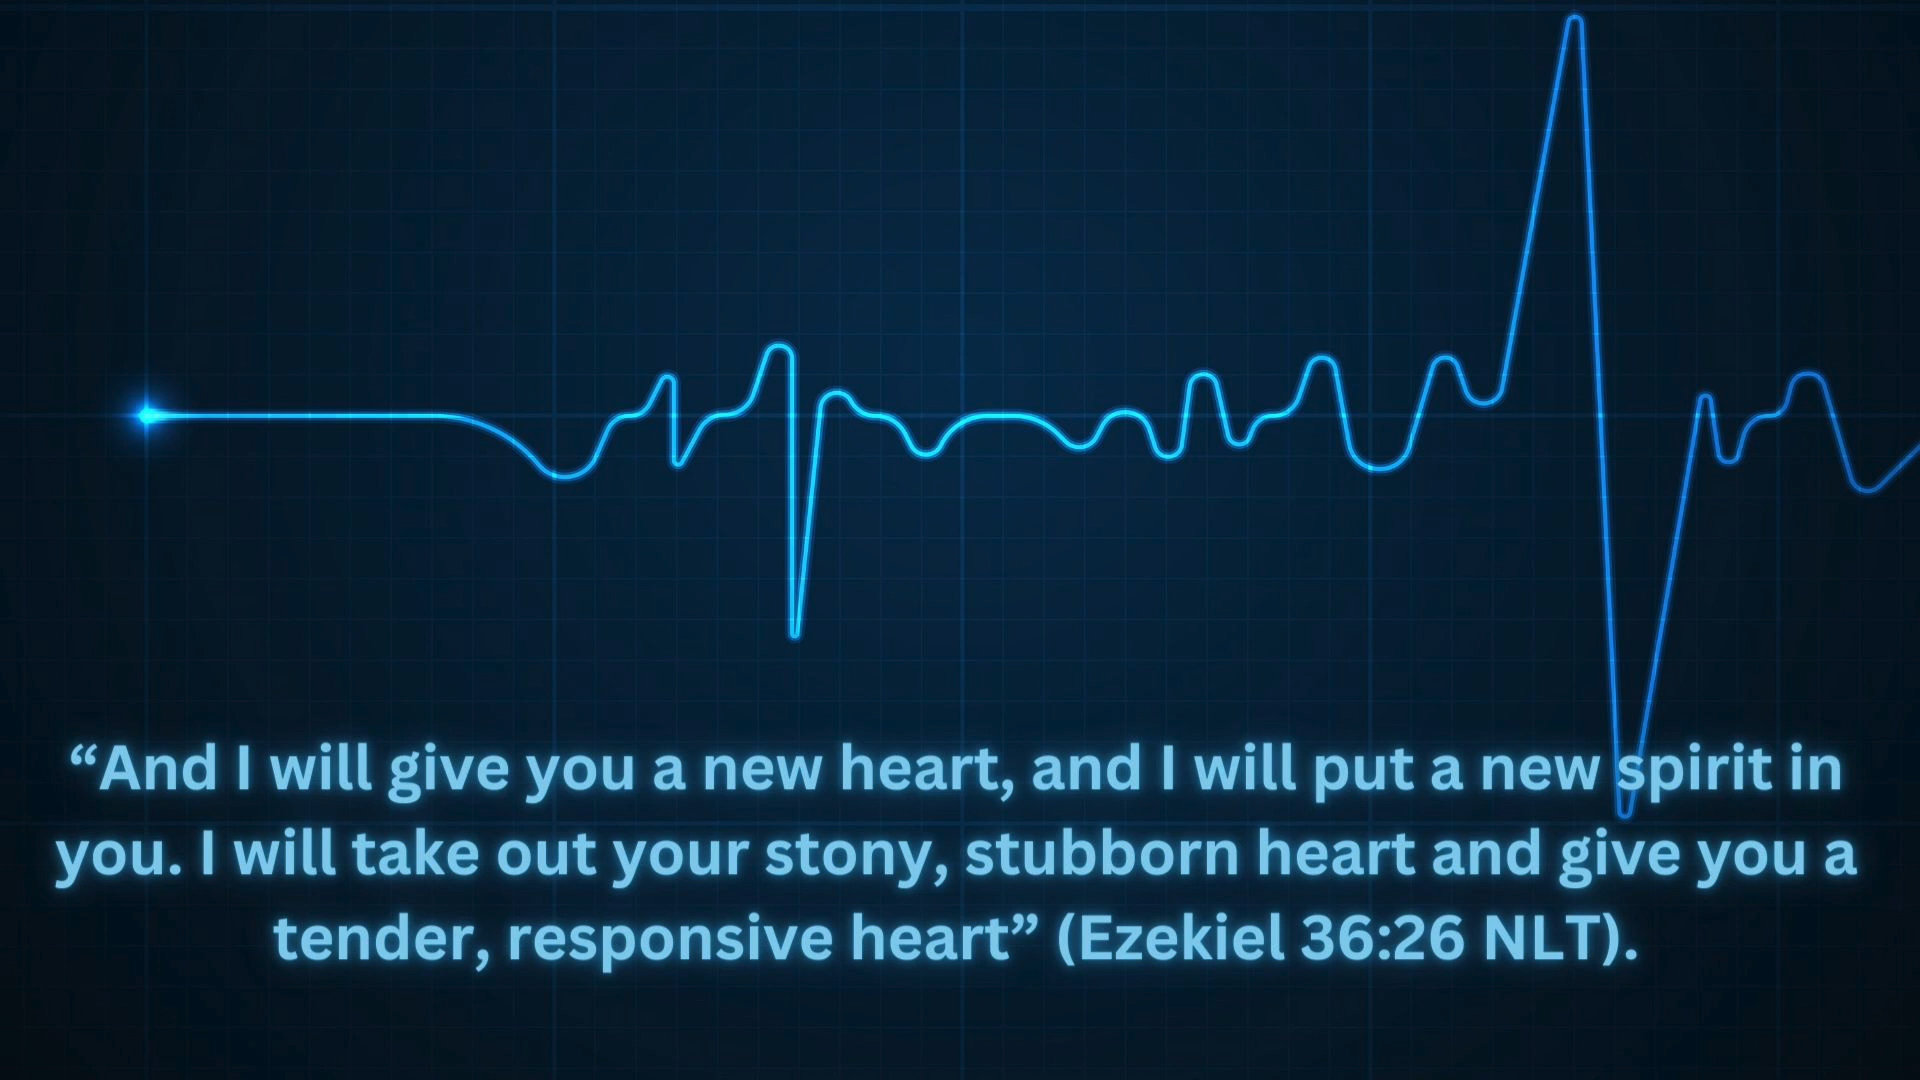 “And I will give you a new heart, and I will put a new spirit in
you. I will take out your stony, stubborn heart and give you a
tender, responsive heart” (Ezekiel 36:26 NLT).